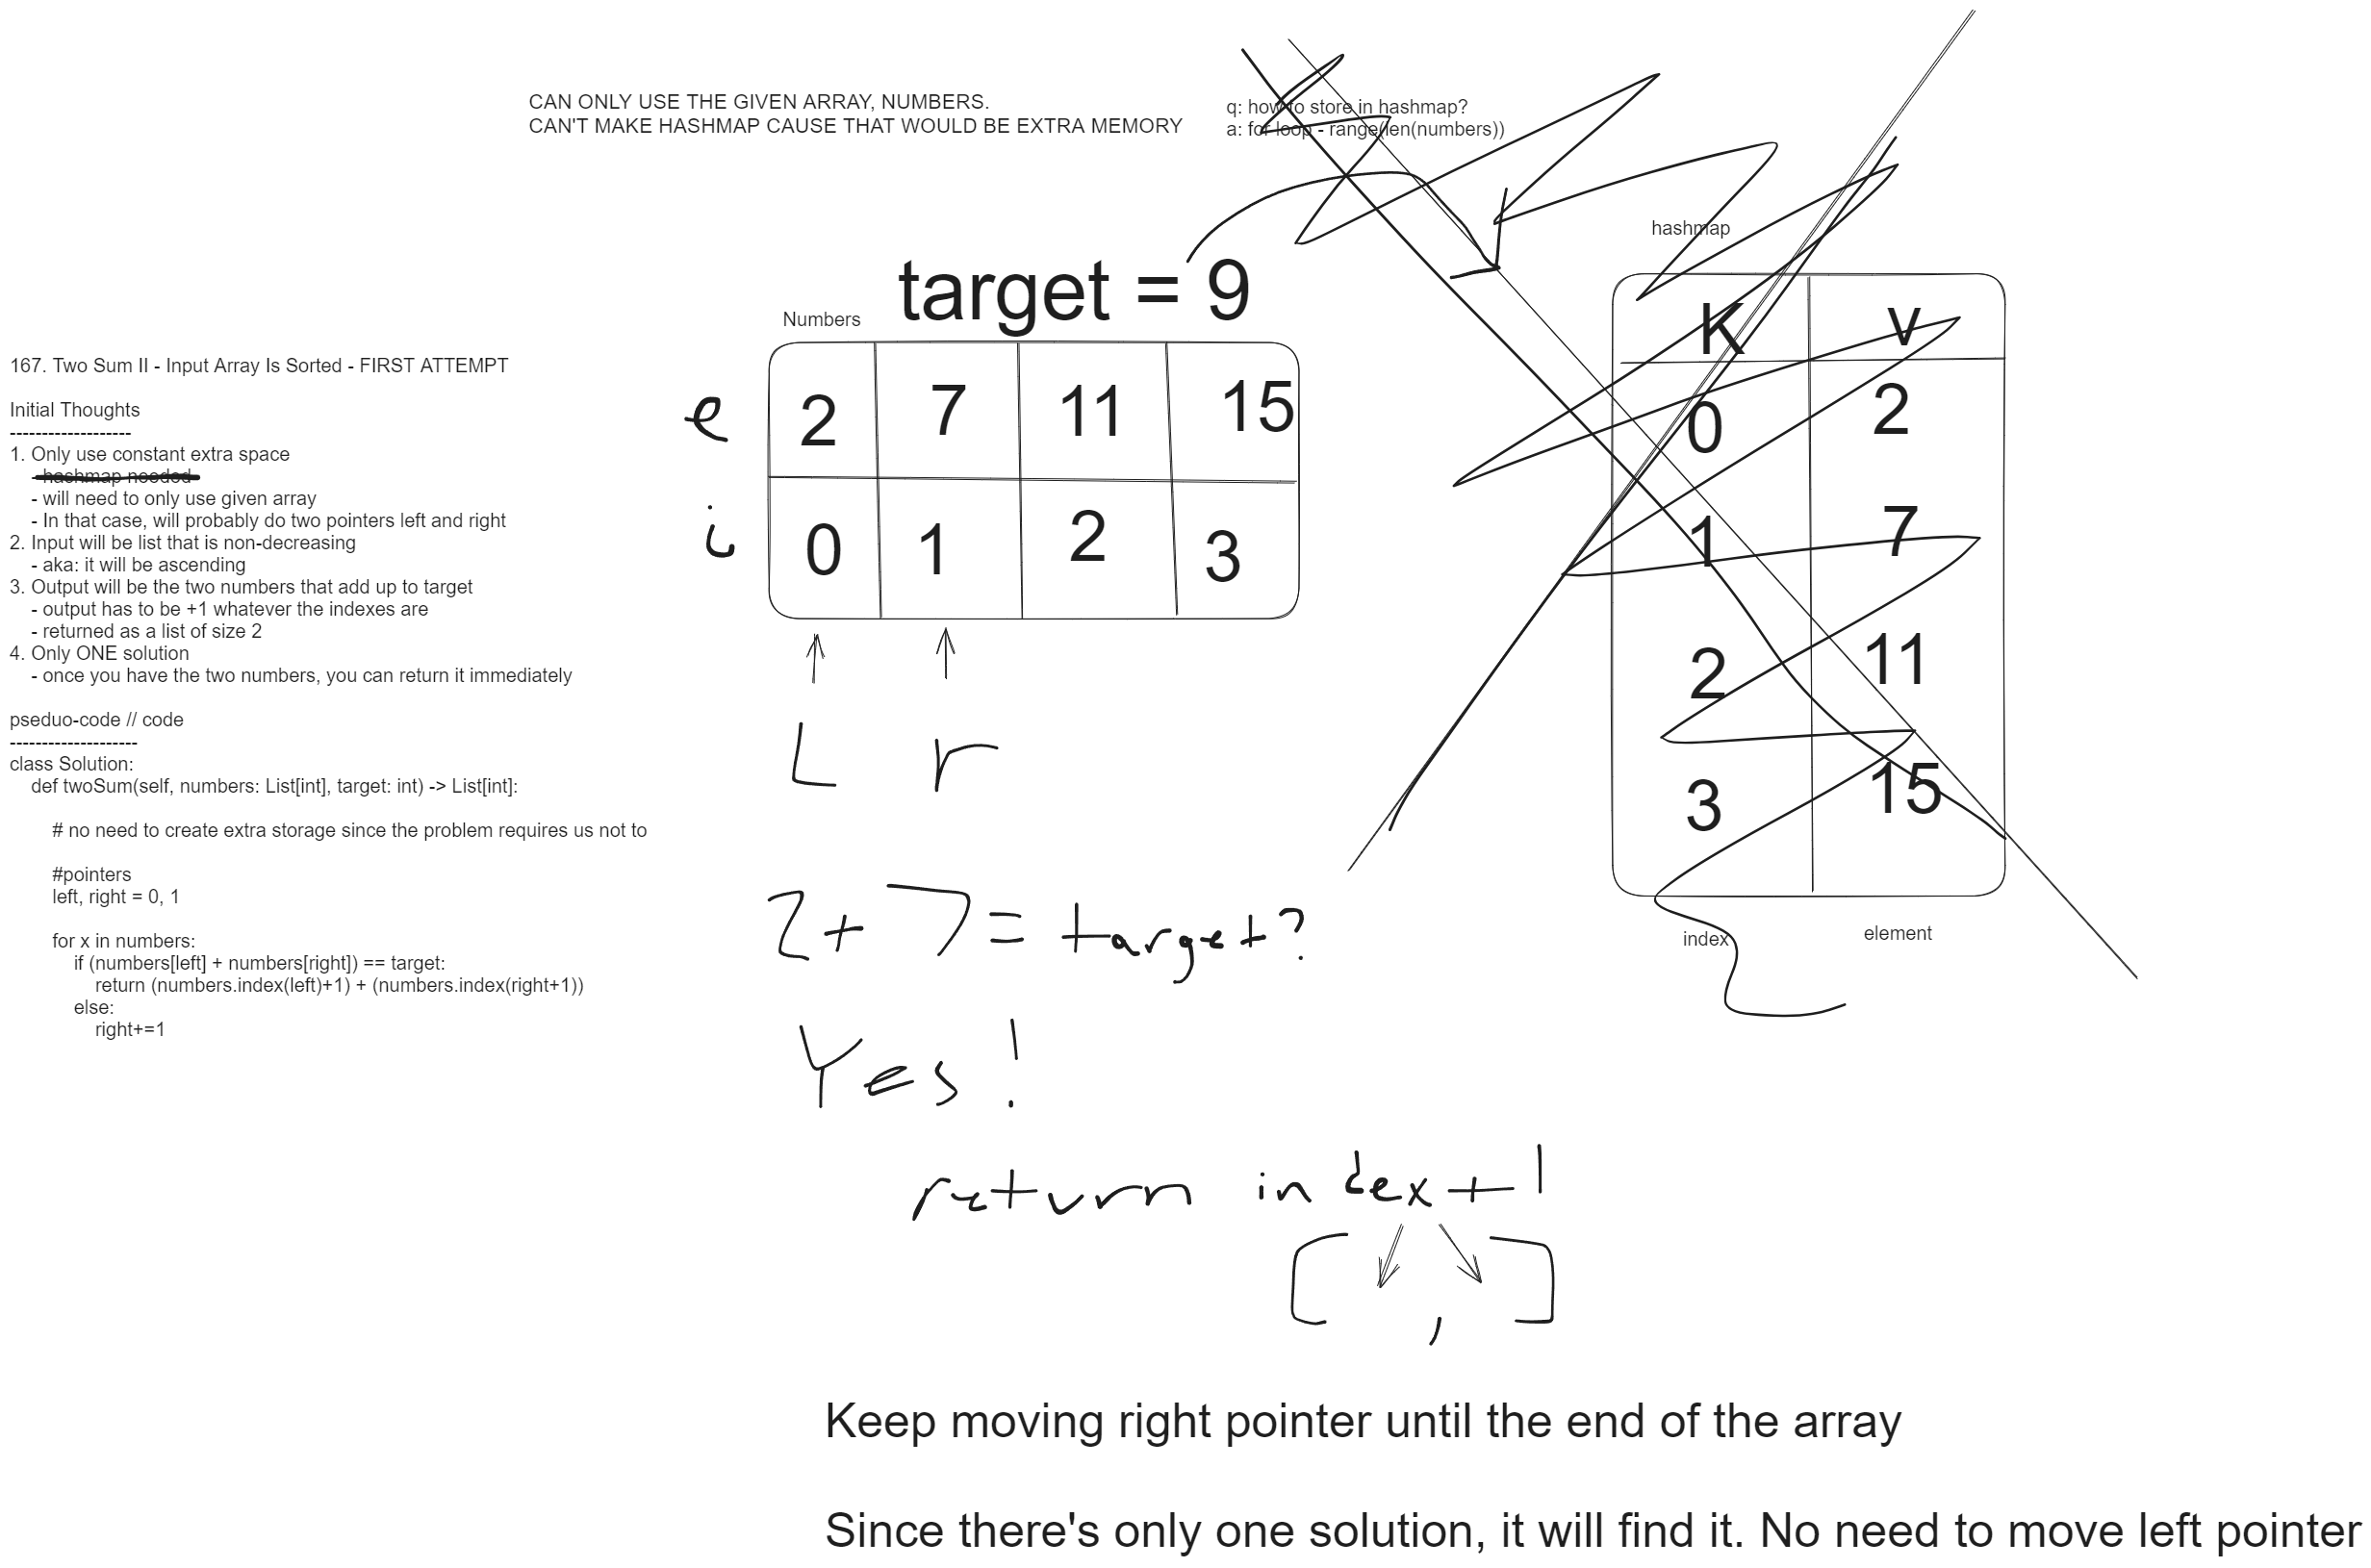 CAN ONLY USE THE GIVEN ARRAY, NUMBERS.
CAN'T MAKE HASHMAP CAUSE THAT WOULD BE EXTRA MEMORY
q: how to store in hashmap?
a: for loop - range(len(numbers))
167. Two Sum II - Input Array Is Sorted - FIRST ATTEMPT
Initial Thoughts
-------------------
1. Only use constant extra space
- hashmap needed
- will need to only use given array
- In that case, will probably do two pointers left and right
2. Input will be list that is non-decreasing
- aka: it will be ascending
3. Output will be the two numbers that add up to target
- output has to be +1 whatever the indexes are
- returned as a list of size 2
4. Only ONE solution
- once you have the two numbers, you can return it immediately
pseduo-code // code
--------------------
class Solution:
def twoSum(self, numbers: List[int], target: int) -> List[int]:
# no need to create extra storage since the problem requires us not to
#pointers
left, right = 0, 1
for x in numbers:
if (numbers[left] + numbers[right]) == target:
return (numbers.index(left)+1) + (numbers.index(right+1))
else:
right+=1
target = 9
Numbers
e 2 7 11 15
i 0 1 2 3
L r
2+7= target?
Yes!
return index+1
[ , ]
hashmap
K v
0 2
1 7
2 11
3 15
index element
Keep moving right pointer until the end of the array
Since there's only one solution, it will find it. No need to move left pointer